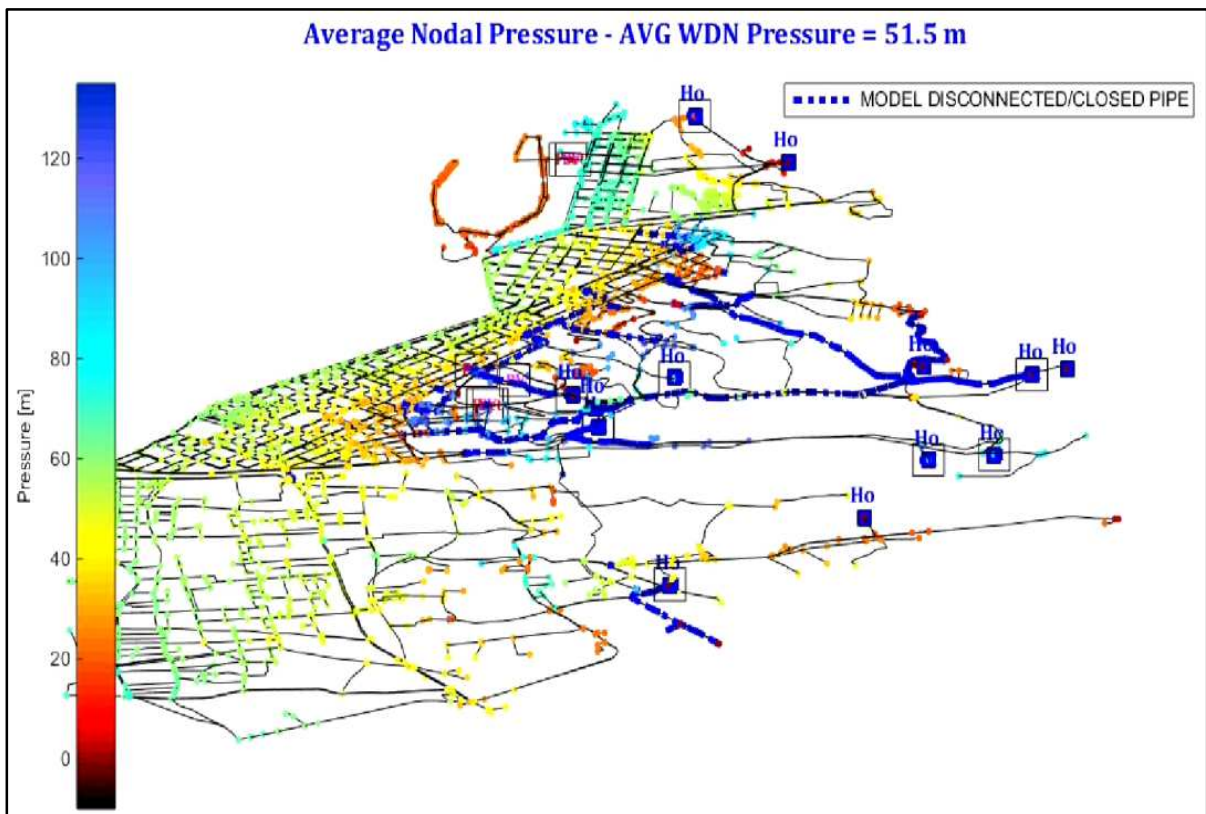 Average Nodal Pressure - AVG WDN Pressure = 51.5 m
MODEL DISCONNECTED/CLOSED PIPE
Ho
Ho
120
100
80
60
40
20
0
Pressure [m]
Ho
Ho
Ho
Ho
Ho
Ho
Ho
Ho
Ho
Ho